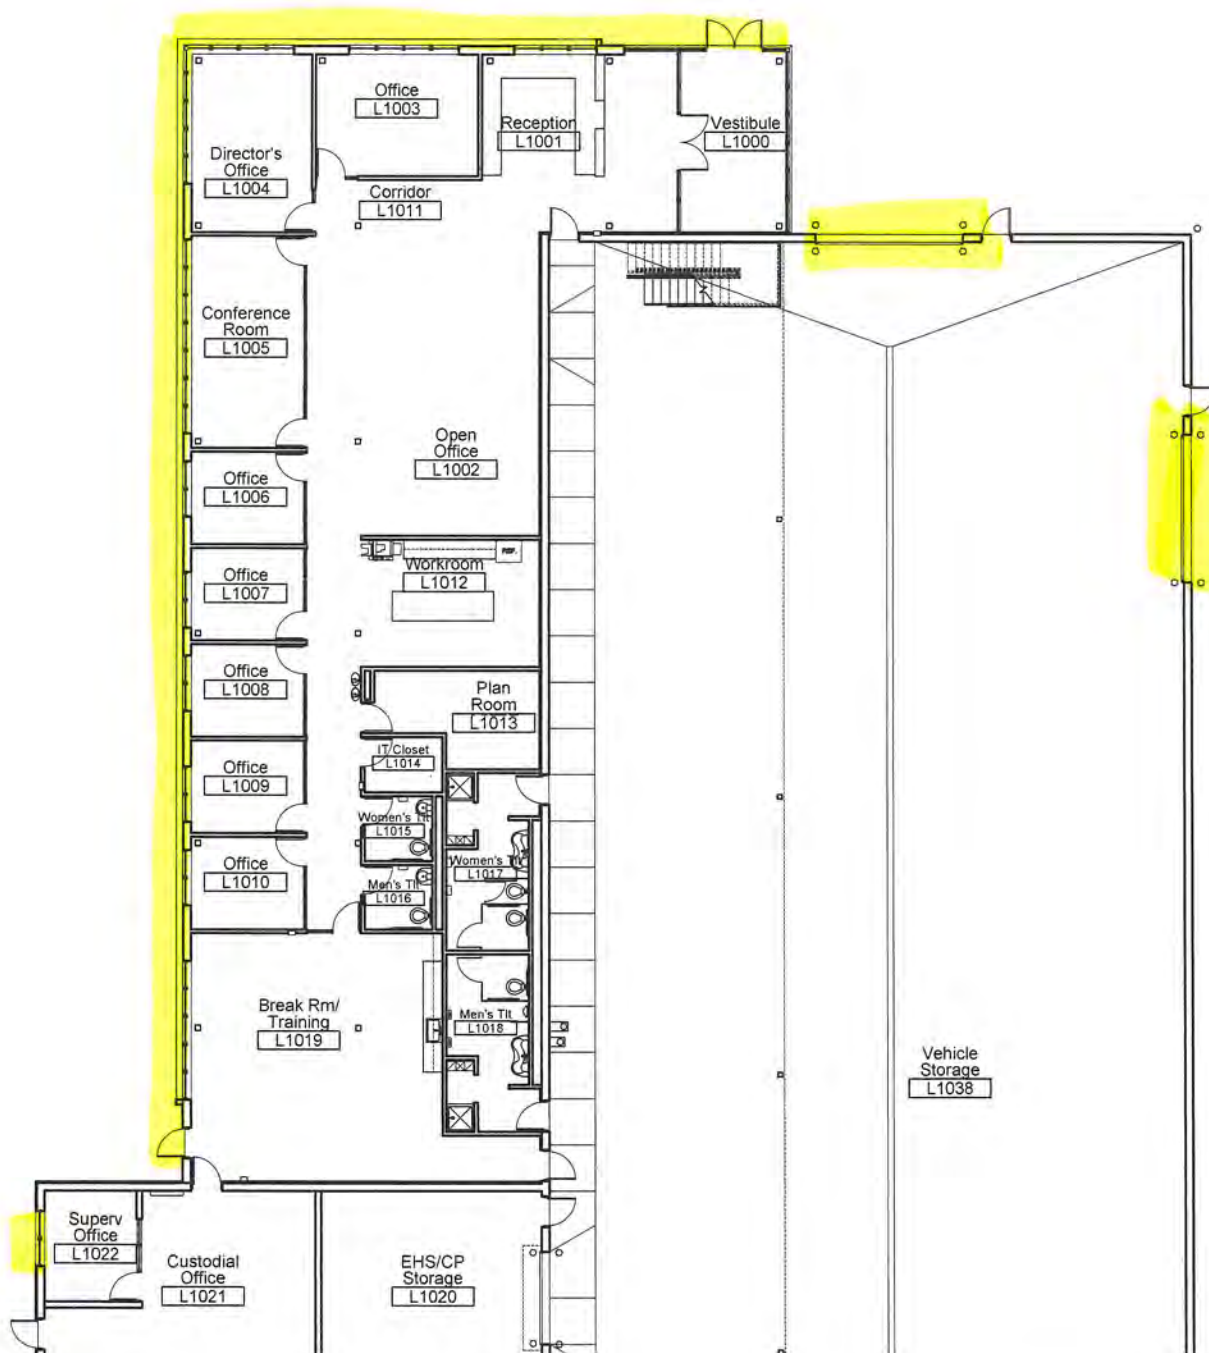 Office
L1003
Reception
L1001
Vestibule
L1000
Director's
Office
L1004
Corridor
L1011
Conference
Room
L1005
Open
Office
L1002
Office
L1006
Office
L1007
Workroom
L1012
REF.
Office
L1008
Plan
Room
L1013
IT Closet
L1014
Office
L1009
Women's Tlt
L1015
Women's Tlt
L1017
Office
L1010
Men's Tlt
L1016
Break Rm/
Training
L1019
Men's Tlt
L1018
Vehicle
Storage
L1038
Superv
Office
L1022
Custodial
Office
L1021
EHS/CP
Storage
L1020